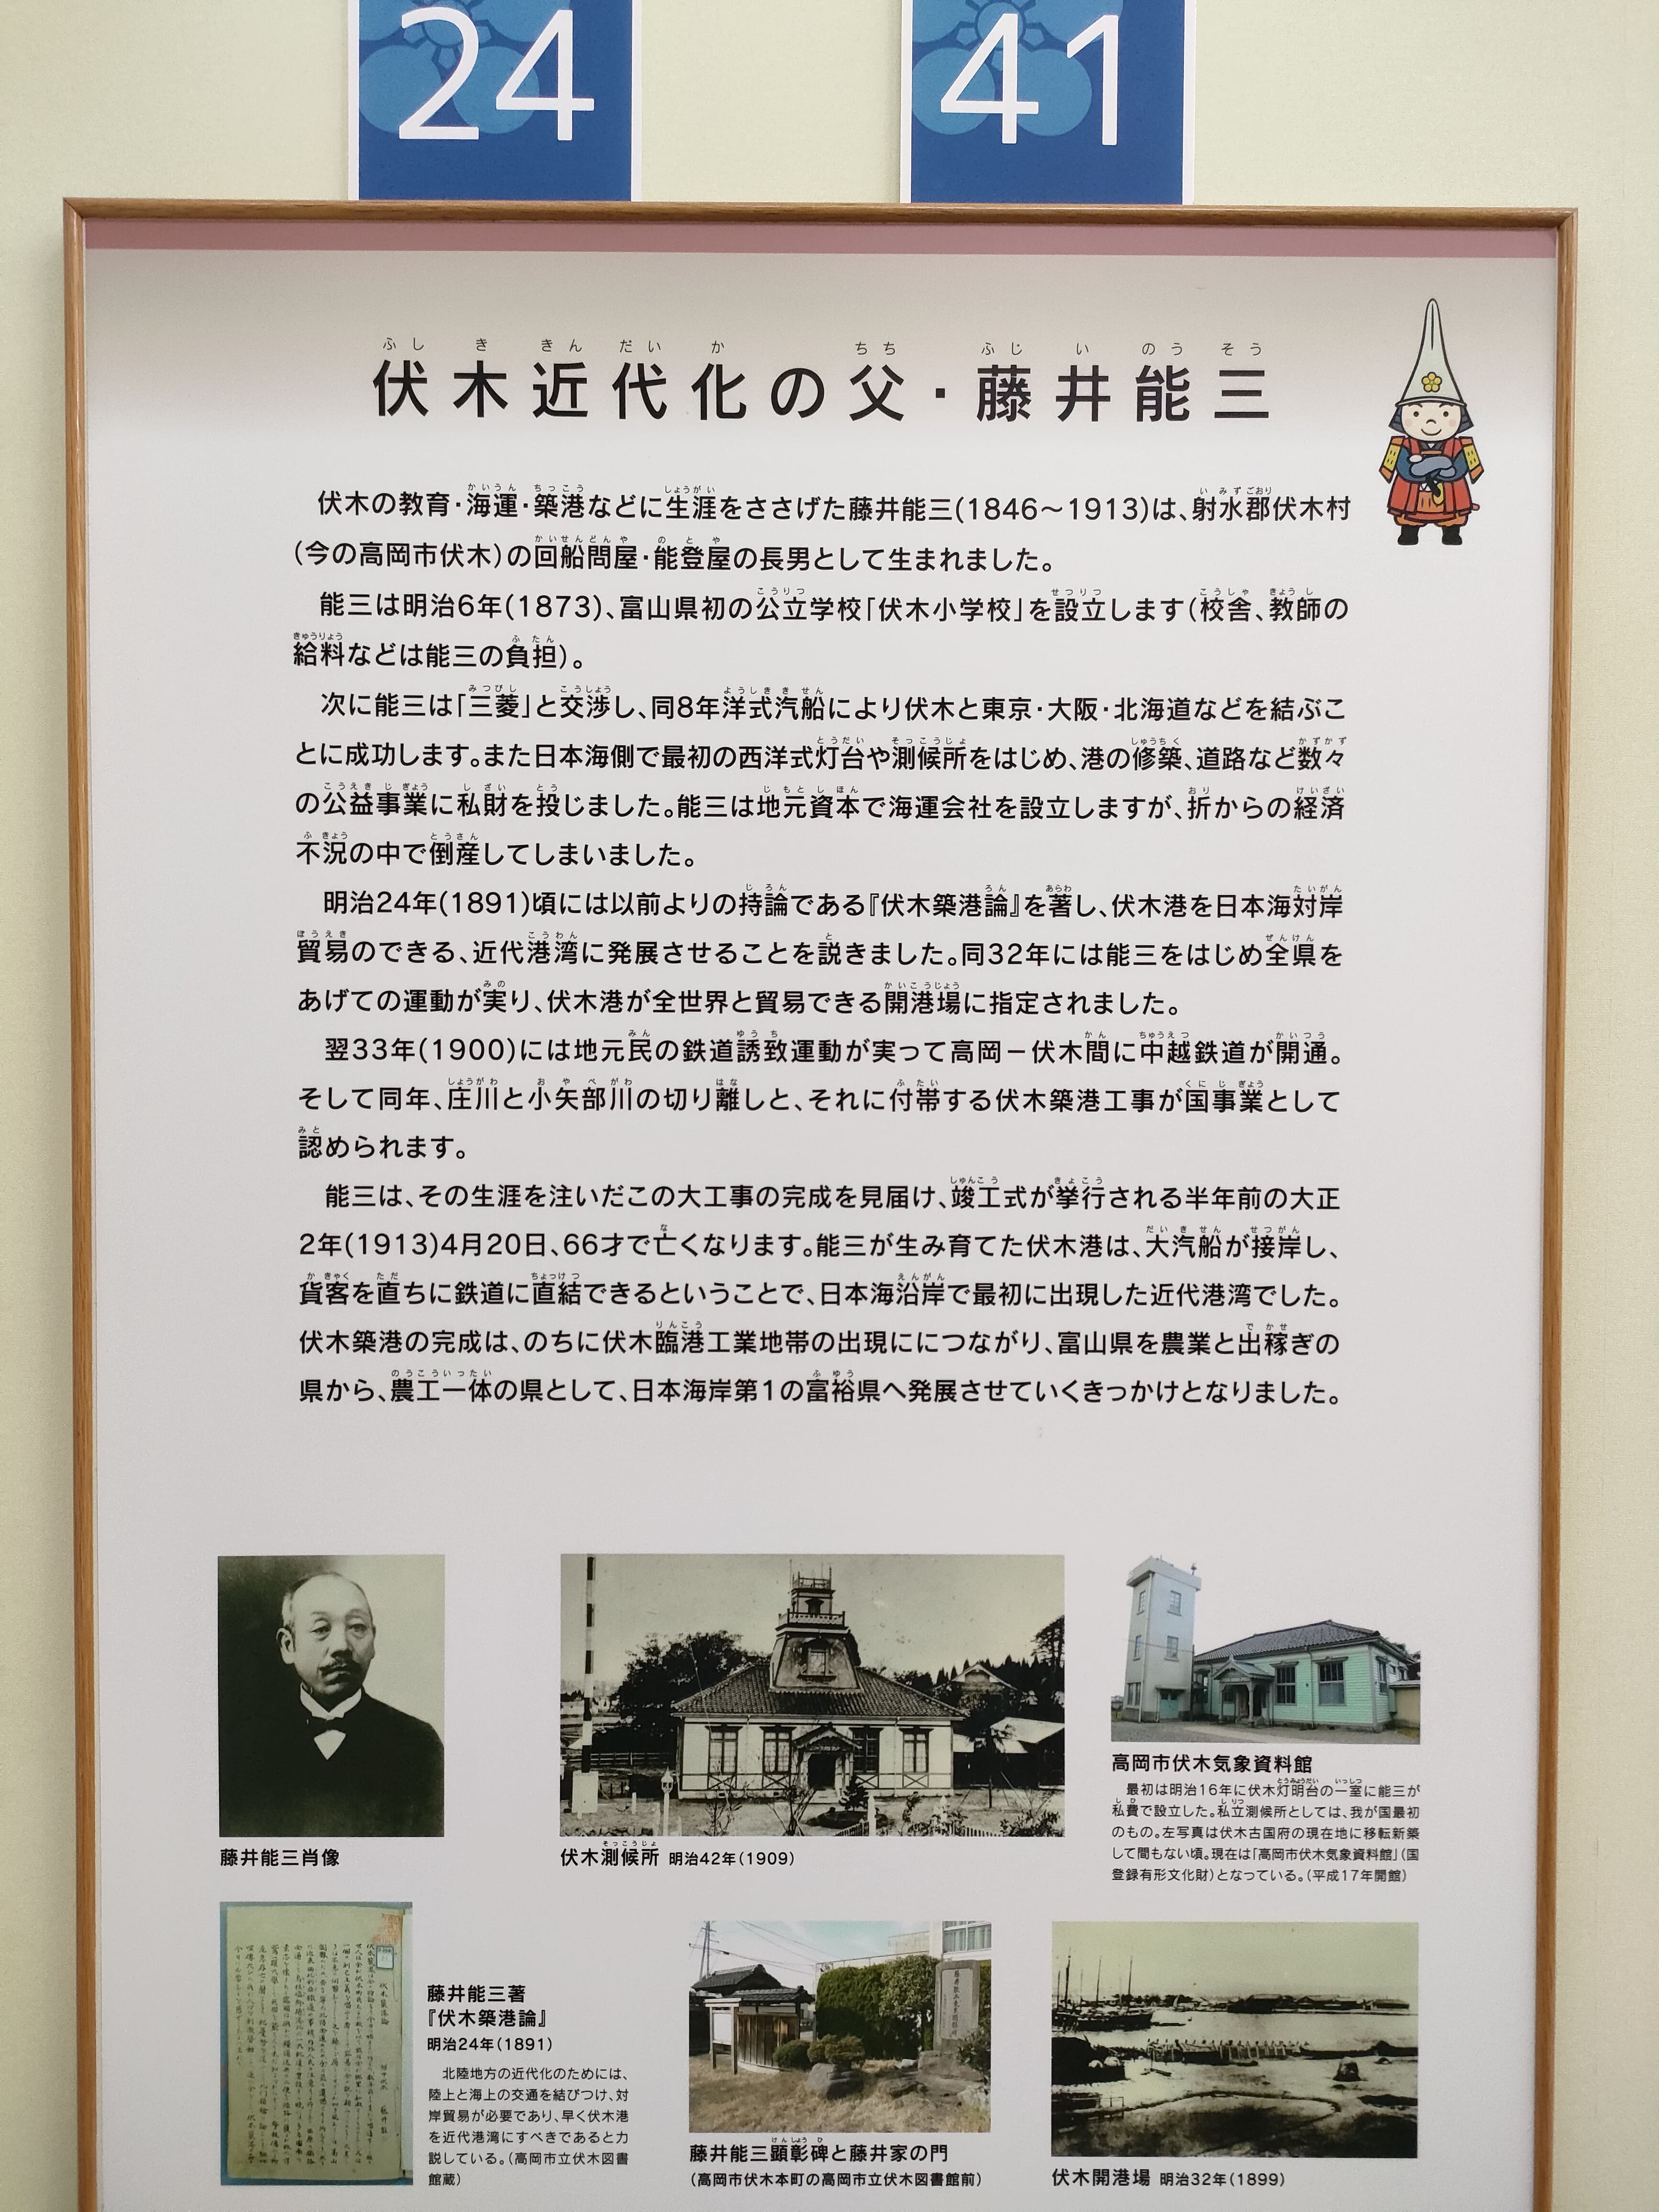 24
41
伏木近代化の父・藤井能三
伏木の教育・海運・築港などに生涯をささげた藤井能三(1846～1913)は、射水郡伏木村
(今の高岡市伏木)の回船問屋・能登屋の長男として生まれました。
能三は明治6年(1873)、富山県初の公立学校「伏木小学校」を設立します(校舎、教師の
給料などは能三の負担)。
次に能三は「三菱」と交渉し、同8年洋式汽船により伏木と東京・大阪・北海道などを結ぶこ
とに成功します。また日本海側で最初の西洋式灯台や測候所をはじめ、港の修築、道路など数々
の公益事業に私財を投じました。能三は地元資本で海運会社を設立しますが、折からの経済
不況の中で倒産してしまいました。
明治24年(1891)頃には以前よりの持論である『伏木築港論』を著し、伏木港を日本海対岸
貿易のできる、近代港湾に発展させることを説きました。同32年には能三をはじめ全県を
あげての運動が実り、伏木港が全世界と貿易できる開港場に指定されました。
翌33年(1900)には地元民の鉄道誘致運動が実って高岡－伏木間に中越鉄道が開通。
そして同年、庄川と小矢部川の切り離しと、それに付帯する伏木築港工事が国事業として
認められます。
能三は、その生涯を注いだこの大工事の完成を見届け、竣工式が挙行される半年前の大正
2年(1913)4月20日、66才で亡くなります。能三が生み育てた伏木港は、大汽船が接岸し、
貨客を直ちに鉄道に直結できるということで、日本海沿岸で最初に出現した近代港湾でした。
伏木築港の完成は、のちに伏木臨港工業地帯の出現ににつながり、富山県を農業と出稼ぎの
県から、農工一体の県として、日本海岸第1の富裕県へ発展させていくきっかけとなりました。
藤井能三肖像
伏木測候所 明治42年(1909)
高岡市伏木気象資料館
最初は明治16年に伏木灯明台の一室に能三が
私費で設立した。私立測候所としては、我が国最初
のもの。左写真は伏木古国府の現在地に移転新築
して間もない頃。現在は「高岡市伏木気象資料館」(国
登録有形文化財)となっている。(平成17年開館)
藤井能三著
『伏木築港論』
明治24年(1891)
北陸地方の近代化のためには、
陸上と海上の交通を結びつけ、対
岸貿易が必要であり、早く伏木港
を近代港湾にすべきであると力
説している。(高岡市立伏木図書
館蔵)
藤井能三顕彰碑と藤井家の門
(高岡市伏木本町の高岡市立伏木図書館前)
伏木開港場 明治32年(1899)